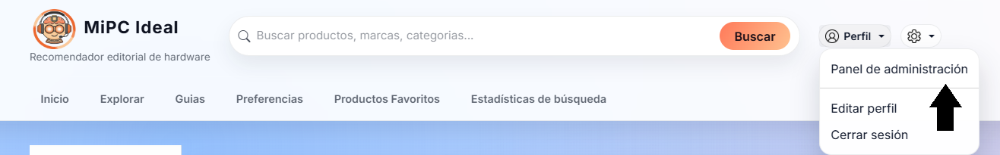 MiPC Ideal
Recomendador editorial de hardware
Buscar productos, marcas, categorias...
Buscar
Perfil
Panel de administración
Editar perfil
Cerrar sesión
Inicio
Explorar
Guias
Preferencias
Productos Favoritos
Estadísticas de búsqueda